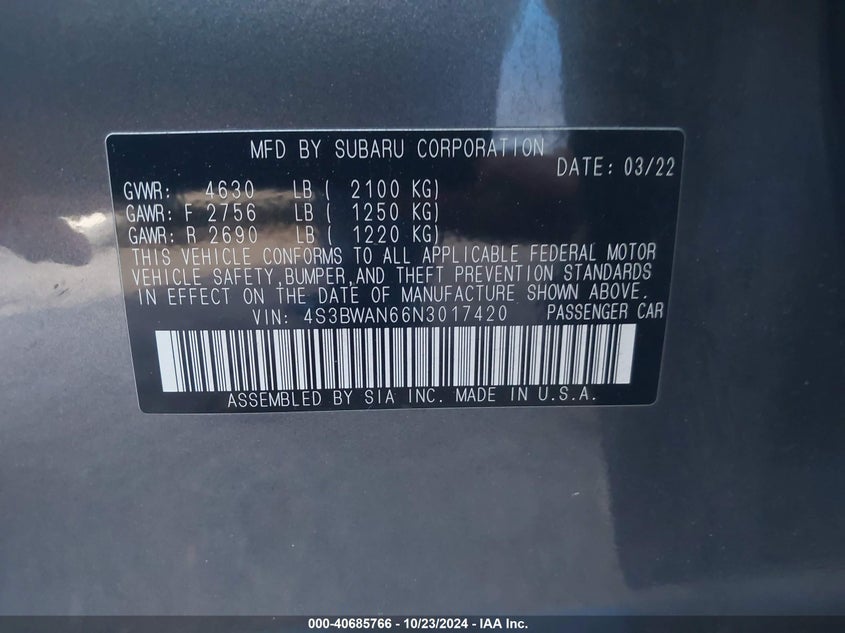 MFD BY SUBARU CORPORATION
DATE: 03/22
GVWR: 4630 LB ( 2100 KG)
GAWR: F 2756 LB ( 1250 KG)
GAWR: R 2690 LB ( 1220 KG)
THIS VEHICLE CONFORMS TO ALL APPLICABLE FEDERAL MOTOR
VEHICLE SAFETY,BUMPER,AND THEFT PREVENTION STANDARDS
IN EFFECT ON THE DATE OF MANUFACTURE SHOWN ABOVE.
VIN: 4S3BWAN66N3017420 PASSENGER CAR
ASSEMBLED BY SIA INC. MADE IN U.S.A.
000-40685766 - 10/23/2024 - IAA Inc.